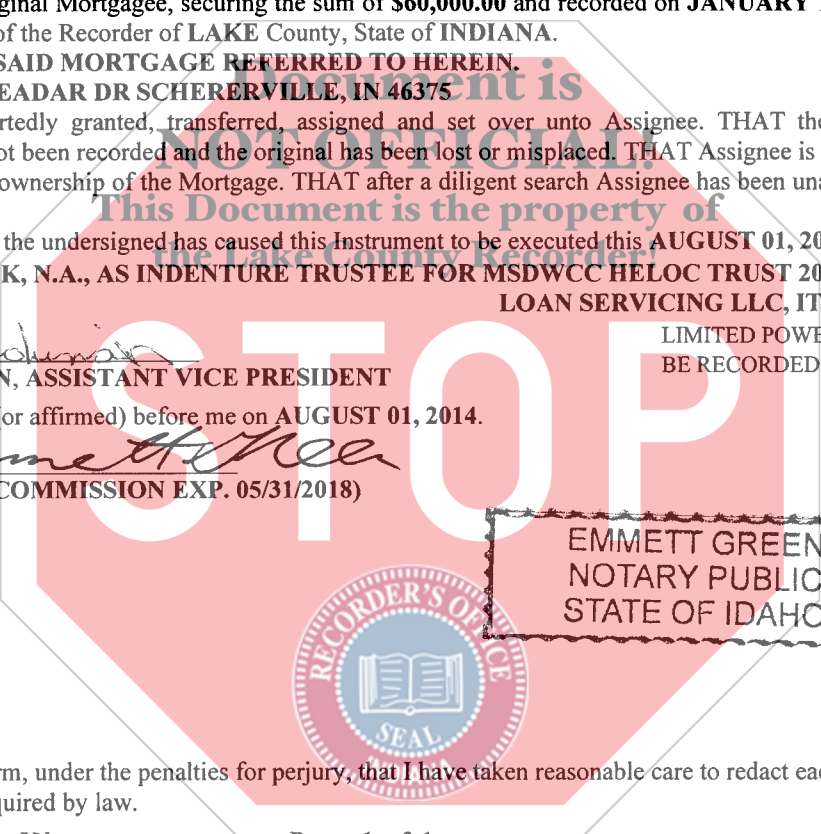 ginal Mortgagee, securing the sum of $60,000.00 and recorded on JANUARY
of the Recorder of LAKE County, State of INDIANA.
SAID MORTGAGE REFERRED TO HEREIN.
Document is
EADAR DR SCHERERVILLE, IN 46375
rtedly granted, transferred, assigned and set over unto Assignee. THAT the
NOT OFFICIAL!
ot been recorded and the original has been lost or misplaced. THAT Assignee is
ownership of the Mortgage. THAT after a diligent search Assignee has been una
This Document is the property of
the undersigned has caused this Instrument to be executed this AUGUST 01, 20
the Lake County Recorder!
K, N.A., AS INDENTURE TRUSTEE FOR MSDWCC HELOC TRUST 20
LOAN SERVICING LLC, IT
LIMITED POWE
BE RECORDED
STOP
N, ASSISTANT VICE PRESIDENT
(or affirmed) before me on AUGUST 01, 2014.
COMMISSION EXP. 05/31/2018)
EMMETT GREEN
NOTARY PUBLIC
STATE OF IDAHO
RECORDER'S OFFICE
SEAL
INDIANA
rm, under the penalties for perjury, that I have taken reasonable care to redact eac
quired by law.